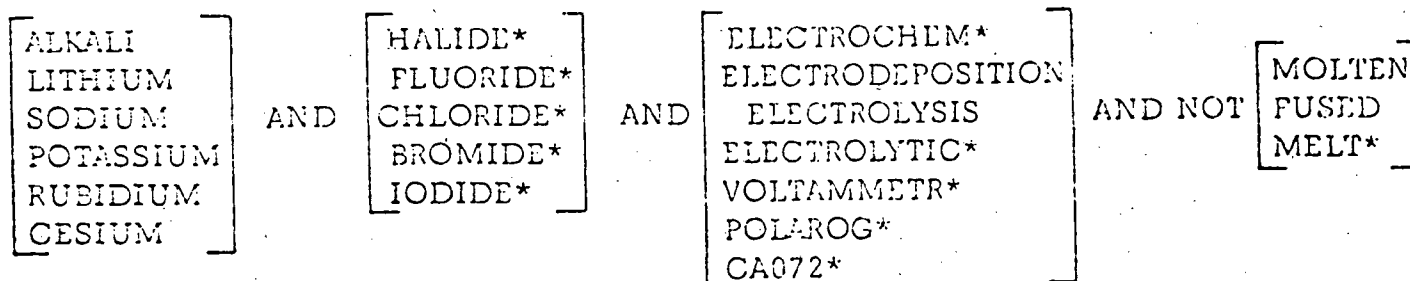 ALKALI
LITHIUM
SODIUM
POTASSIUM
RUBIDIUM
CESIUM
AND
HALIDE*
FLUORIDE*
CHLORIDE*
BROMIDE*
IODIDE*
AND
ELECTROCHEM*
ELECTRODEPOSITION
ELECTROLYSIS
ELECTROLYTIC*
VOLTAMMETR*
POLAROG*
CA072*
AND NOT
MOLTEN
FUSED
MELT*